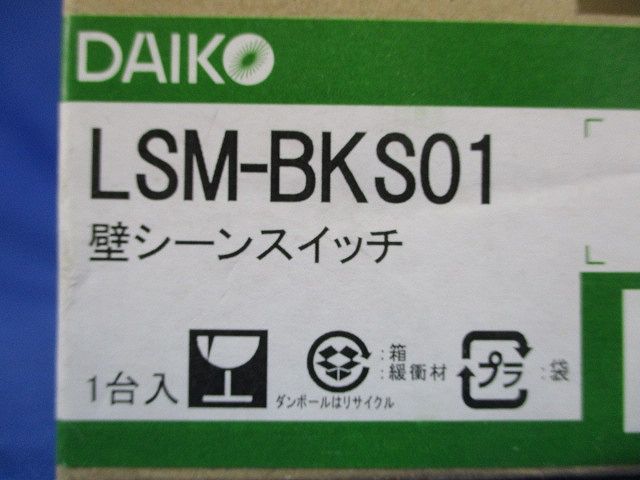 DAIKO
LSM-BKS01
壁シーンスイッチ
1台入
:箱
:緩衝材
ダンボールはリサイクル
プラ
:袋